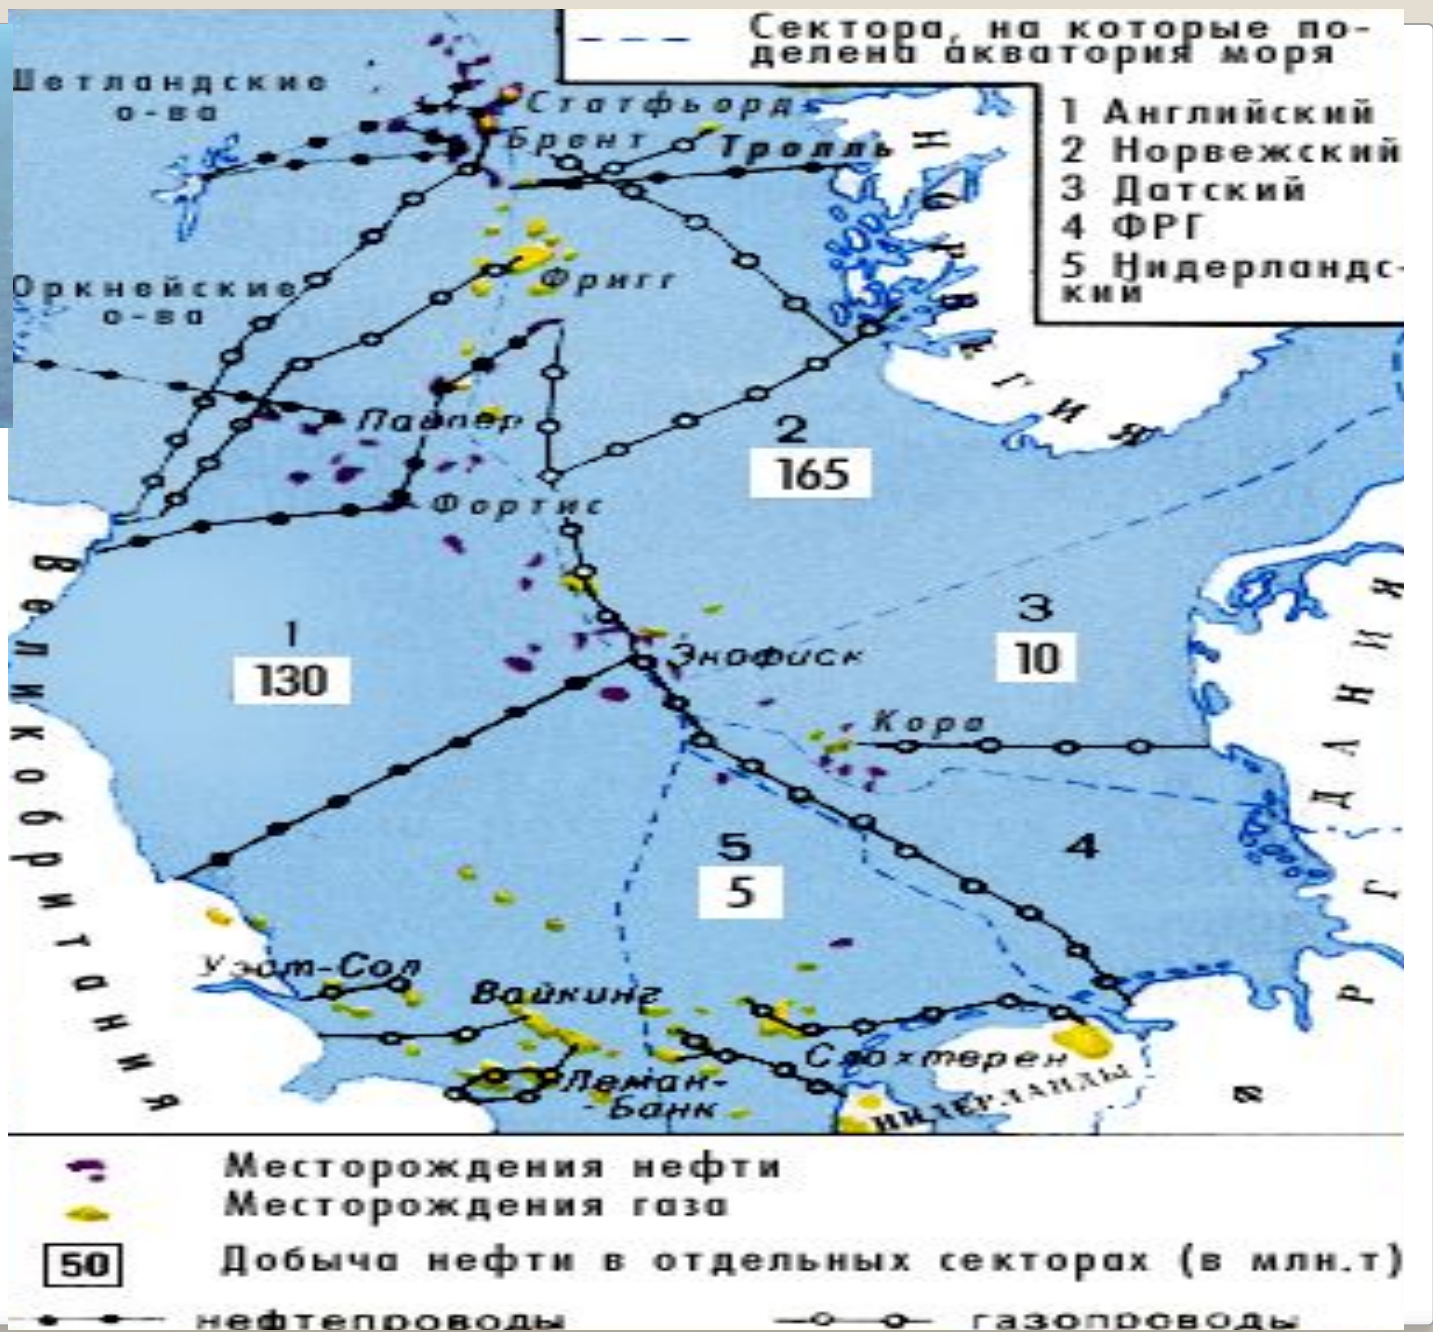 Сектора, на которые по-
делена акватория моря
1 Английский
2 Норвежский
3 Датский
4 ФРГ
5 Нидерландс-
кий
Шетландские
о-ва
Статфьорд
Брент
Тролль
Оркнейские
о-ва
Фригг
НОРВЕГИЯ
Пайпер
2
165
Фортис
Великобритания
1
130
3
10
Экофиск
Кора
ДАНИЯ
5
5
4
ФРГ
Уэст-Сол
Вайкинг
Слохтерен
Леман-
-Банк
НИДЕРЛАНДЫ
Месторождения нефти
Месторождения газа
50 Добыча нефти в отдельных секторах (в млн.т)
нефтепроводы газопроводы